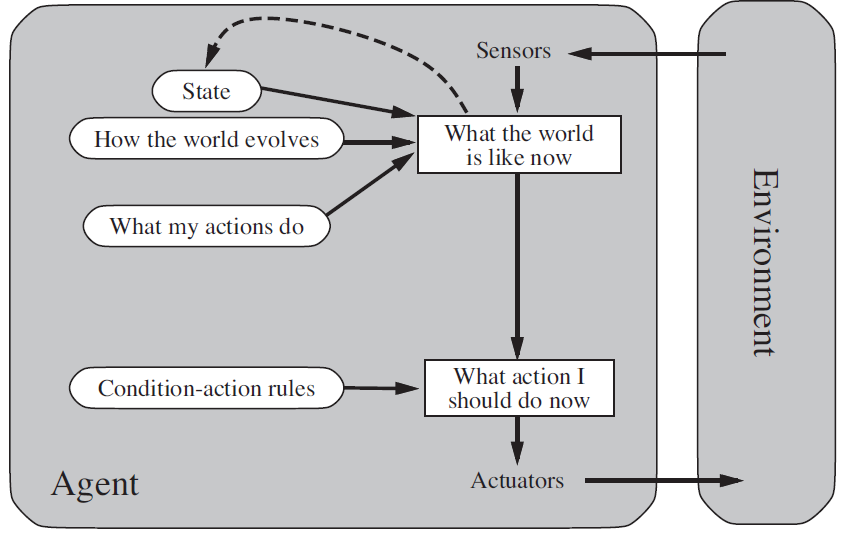 Sensors
State
How the world evolves
What the world
is like now
What my actions do
Environment
Condition-action rules
What action I
should do now
Agent
Actuators